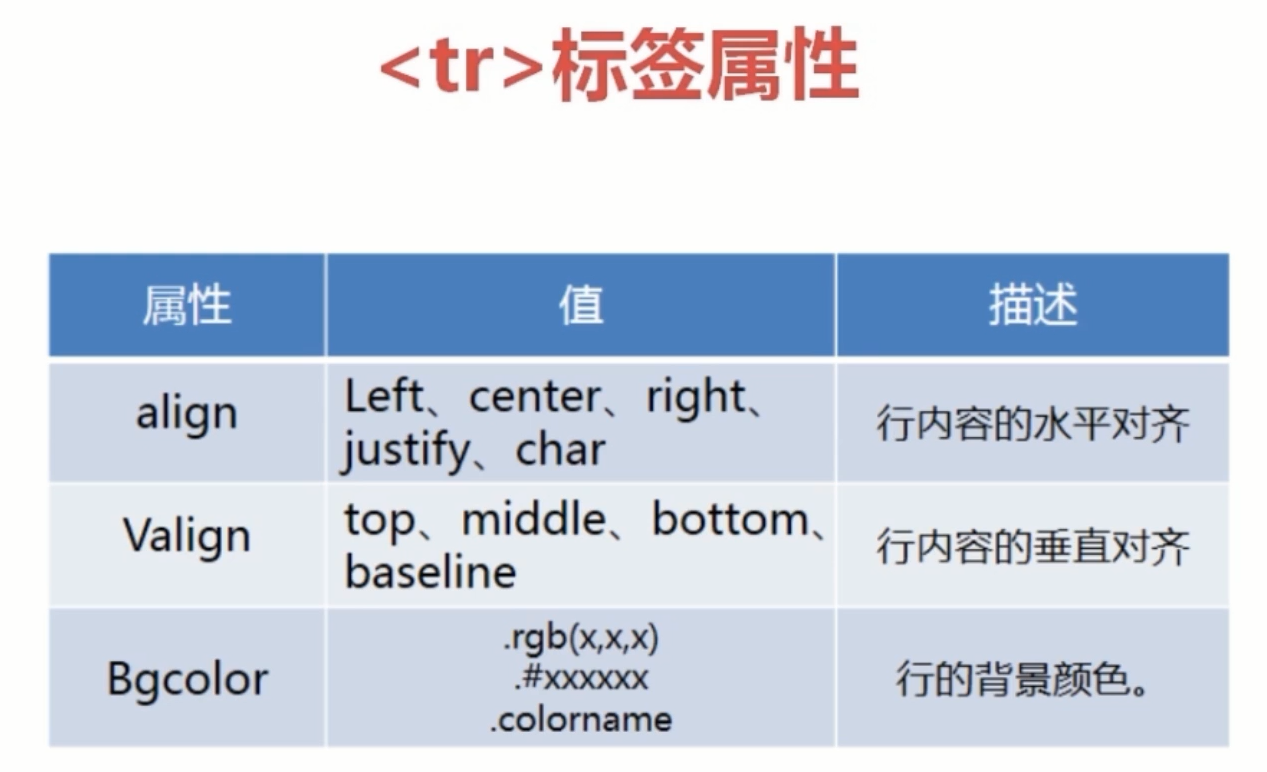 <tr>标签属性
属性 值 描述
align Left、center、right、
justify、char 行内容的水平对齐
Valign top、middle、bottom、
baseline 行内容的垂直对齐
Bgcolor .rgb(x,x,x)
.#xxxxxx
.colorname 行的背景颜色。